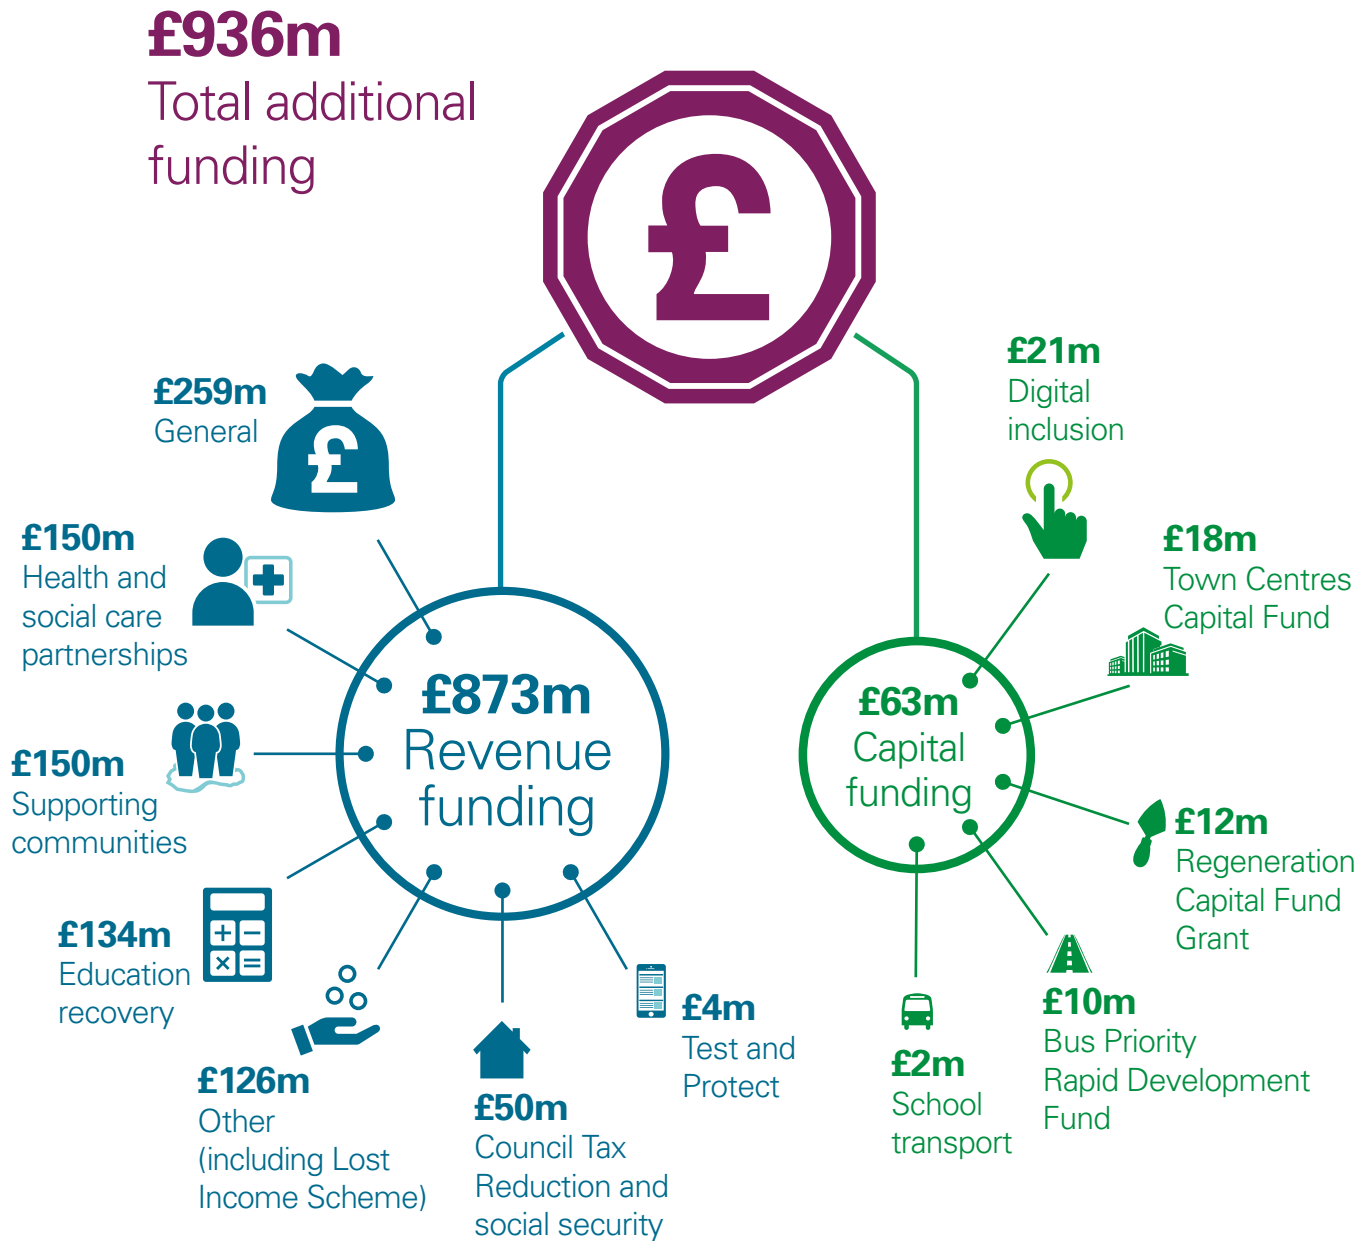 £936m
Total additional
funding
£
£259m
General
£
£150m
Health and
social care
partnerships
£150m
Supporting
communities
£134m
Education
recovery
£126m
Other
(including Lost
Income Scheme)
£50m
Council Tax
Reduction and
social security
£4m
Test and
Protect
£873m
Revenue
funding
£21m
Digital
inclusion
£18m
Town Centres
Capital Fund
£12m
Regeneration
Capital Fund
Grant
£10m
Bus Priority
Rapid Development
Fund
£2m
School
transport
£63m
Capital
funding